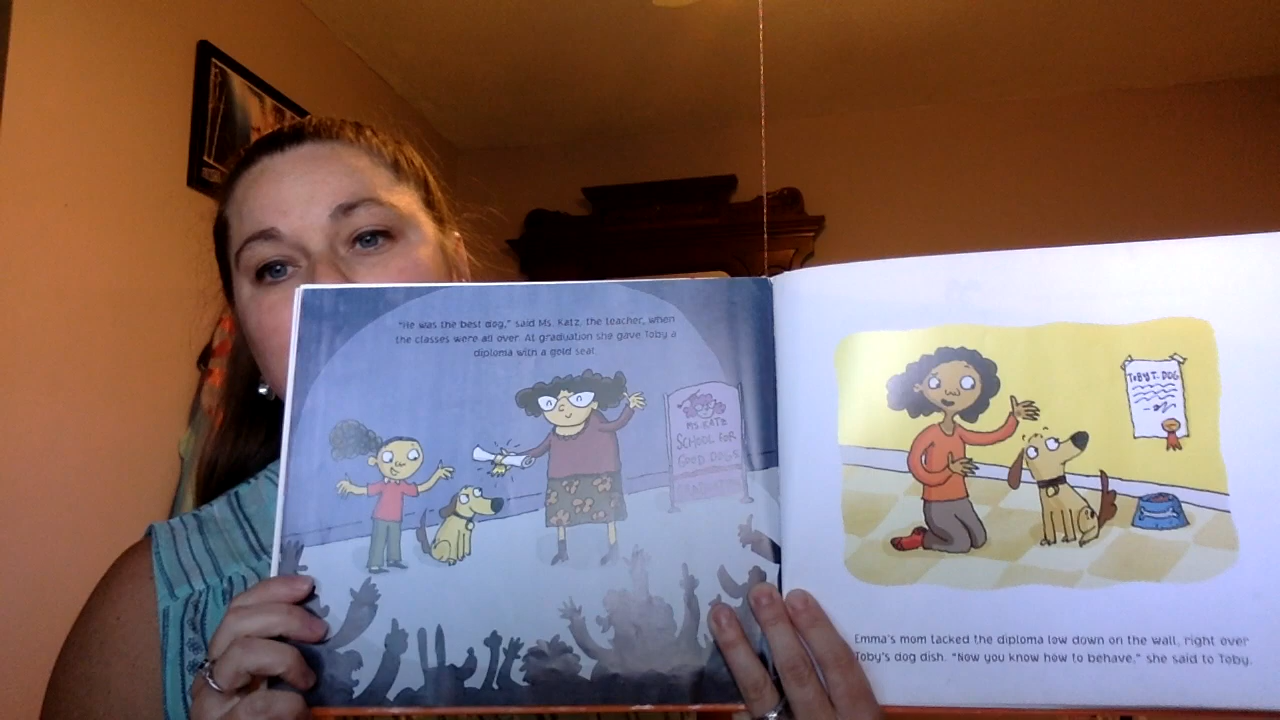 "He was the best dog," said Ms. Katz, the teacher, when
the classes were all over. At graduation she gave Toby a
diploma with a gold seal.
MS. KATZ
SCHOOL FOR
GOOD DOGS
GRADUATION
TOBY T. DOG
Emma's mom tacked the diploma low down on the wall, right over
Toby's dog dish. "Now you know how to behave," she said to Toby.